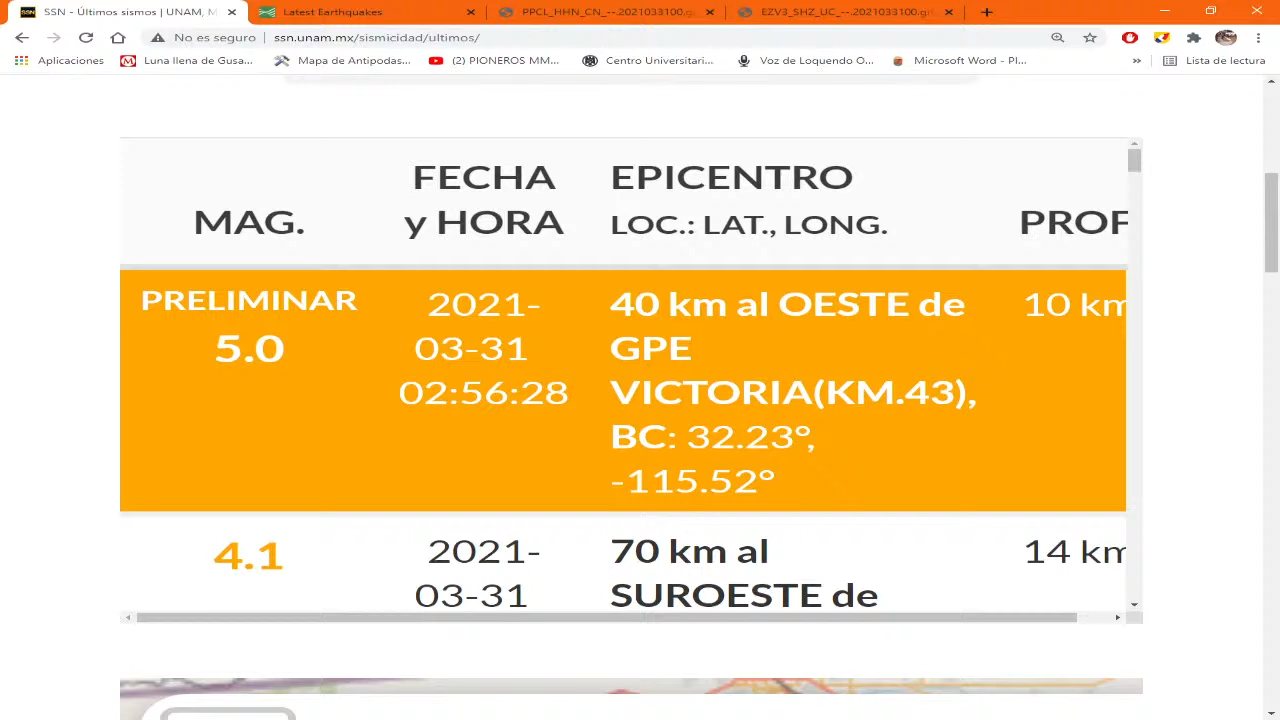 SSN - Últimos sismos | UNAM, M
Latest Earthquakes
PPCL_HHN_CN_--.2021033100.gi
EZV3_SHZ_UC_--.2021033100.gi
No es seguro
ssn.unam.mx/sismicidad/ultimos/
Aplicaciones
Luna llena de Gusa...
Mapa de Antipodas...
(2) PIONEROS MM...
Centro Universitari...
Voz de Loquendo O...
Microsoft Word - Pl...
»
Lista de lectura
MAG.
FECHA
y HORA
EPICENTRO
LOC.: LAT., LONG.
PROF
PRELIMINAR
5.0
2021-
03-31
02:56:28
40 km al OESTE de
GPE
VICTORIA(KM.43),
BC: 32.23°,
-115.52°
10 km
4.1
2021-
03-31
70 km al
SUROESTE de
14 km